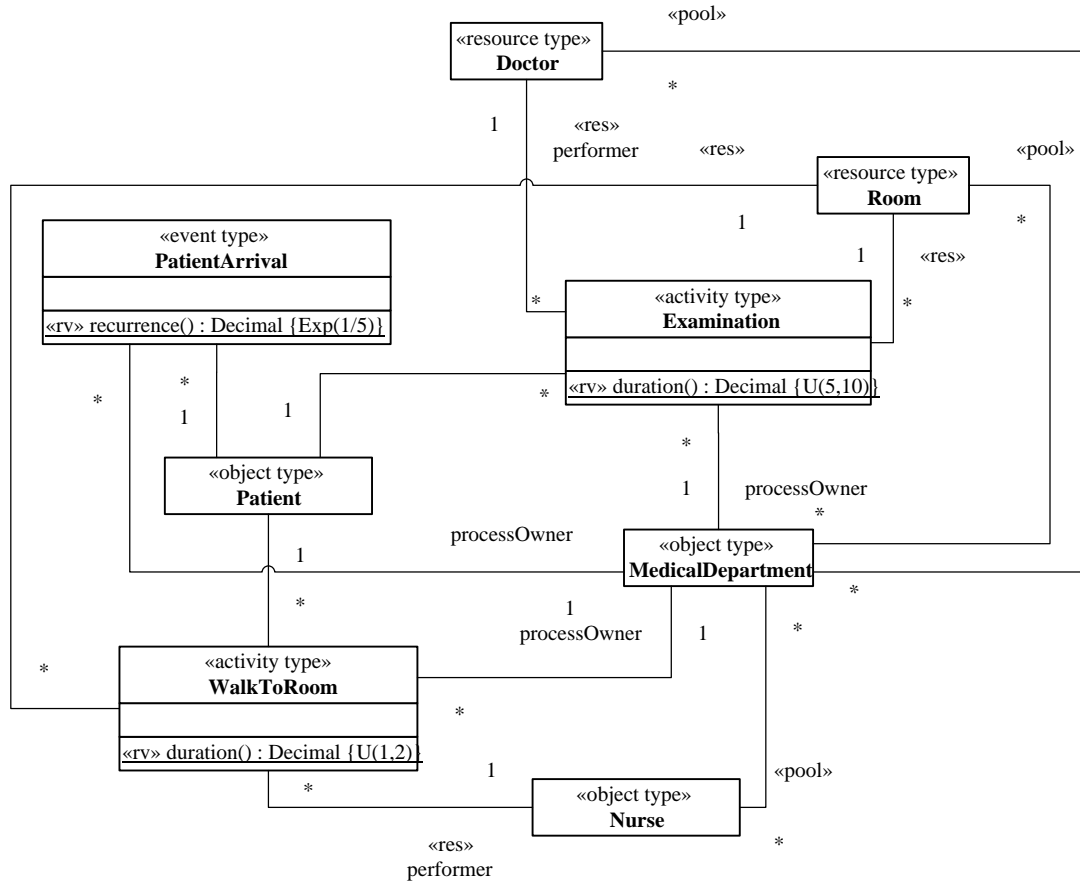 «pool»
«resource type»
Doctor
*
1
«res»
performer
«res»
«pool»
«resource type»
Room
*
1
1
«res»
*
«event type»
PatientArrival
«rv» recurrence() : Decimal {Exp(1/5)}
*
«activity type»
Examination
«rv» duration() : Decimal {U(5,10)}
*
*
1
1
*
*
«object type»
Patient
1
processOwner
*
*
1
processOwner
«object type»
MedicalDepartment
*
*
1
processOwner
1
*
*
«activity type»
WalkToRoom
«rv» duration() : Decimal {U(1,2)}
*
*
1
«object type»
Nurse
«pool»
*
«res»
performer